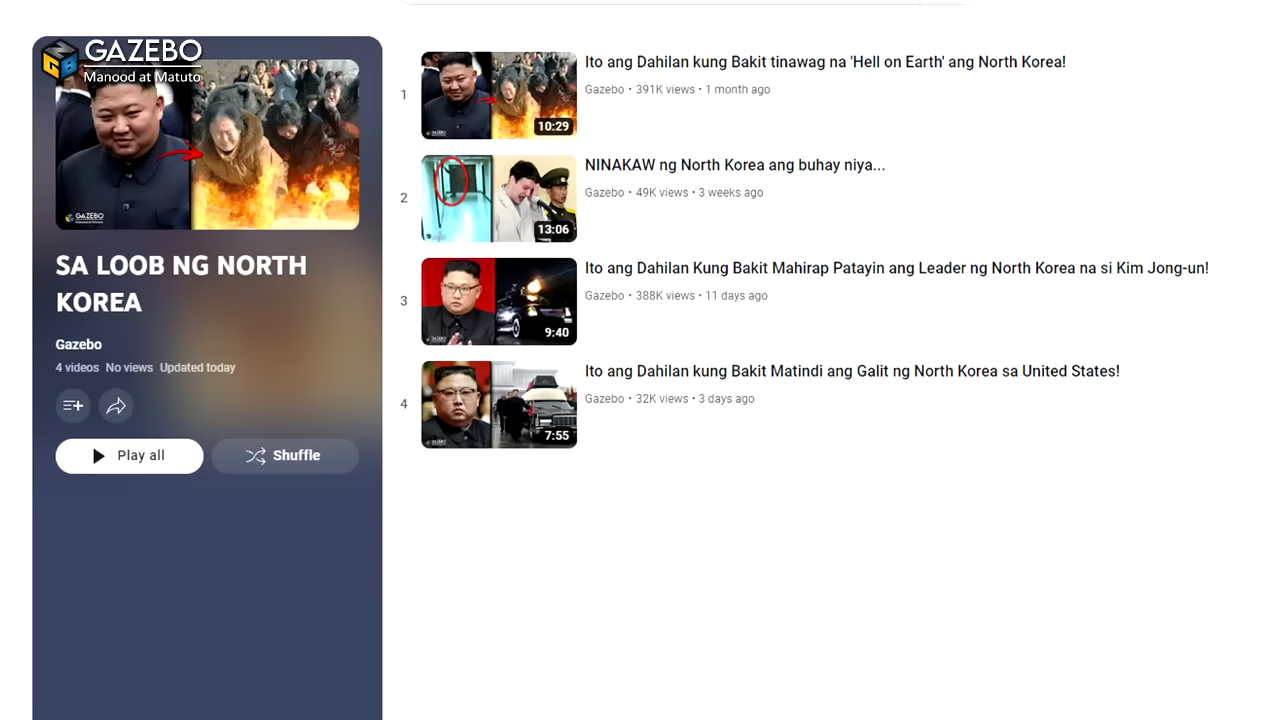 GAZEBO
Manood at Matuto
GAZEBO
SA LOOB NG NORTH
KOREA
Gazebo
4 videos No views Updated today
Play all
Shuffle
1
10:29
Ito ang Dahilan kung Bakit tinawag na 'Hell on Earth' ang North Korea!
Gazebo • 391K views • 1 month ago
2
13:06
NINAKAW ng North Korea ang buhay niya...
Gazebo • 49K views • 3 weeks ago
3
9:40
Ito ang Dahilan Kung Bakit Mahirap Patayin ang Leader ng North Korea na si Kim Jong-un!
Gazebo • 388K views • 11 days ago
4
7:55
Ito ang Dahilan kung Bakit Matindi ang Galit ng North Korea sa United States!
Gazebo • 32K views • 3 days ago